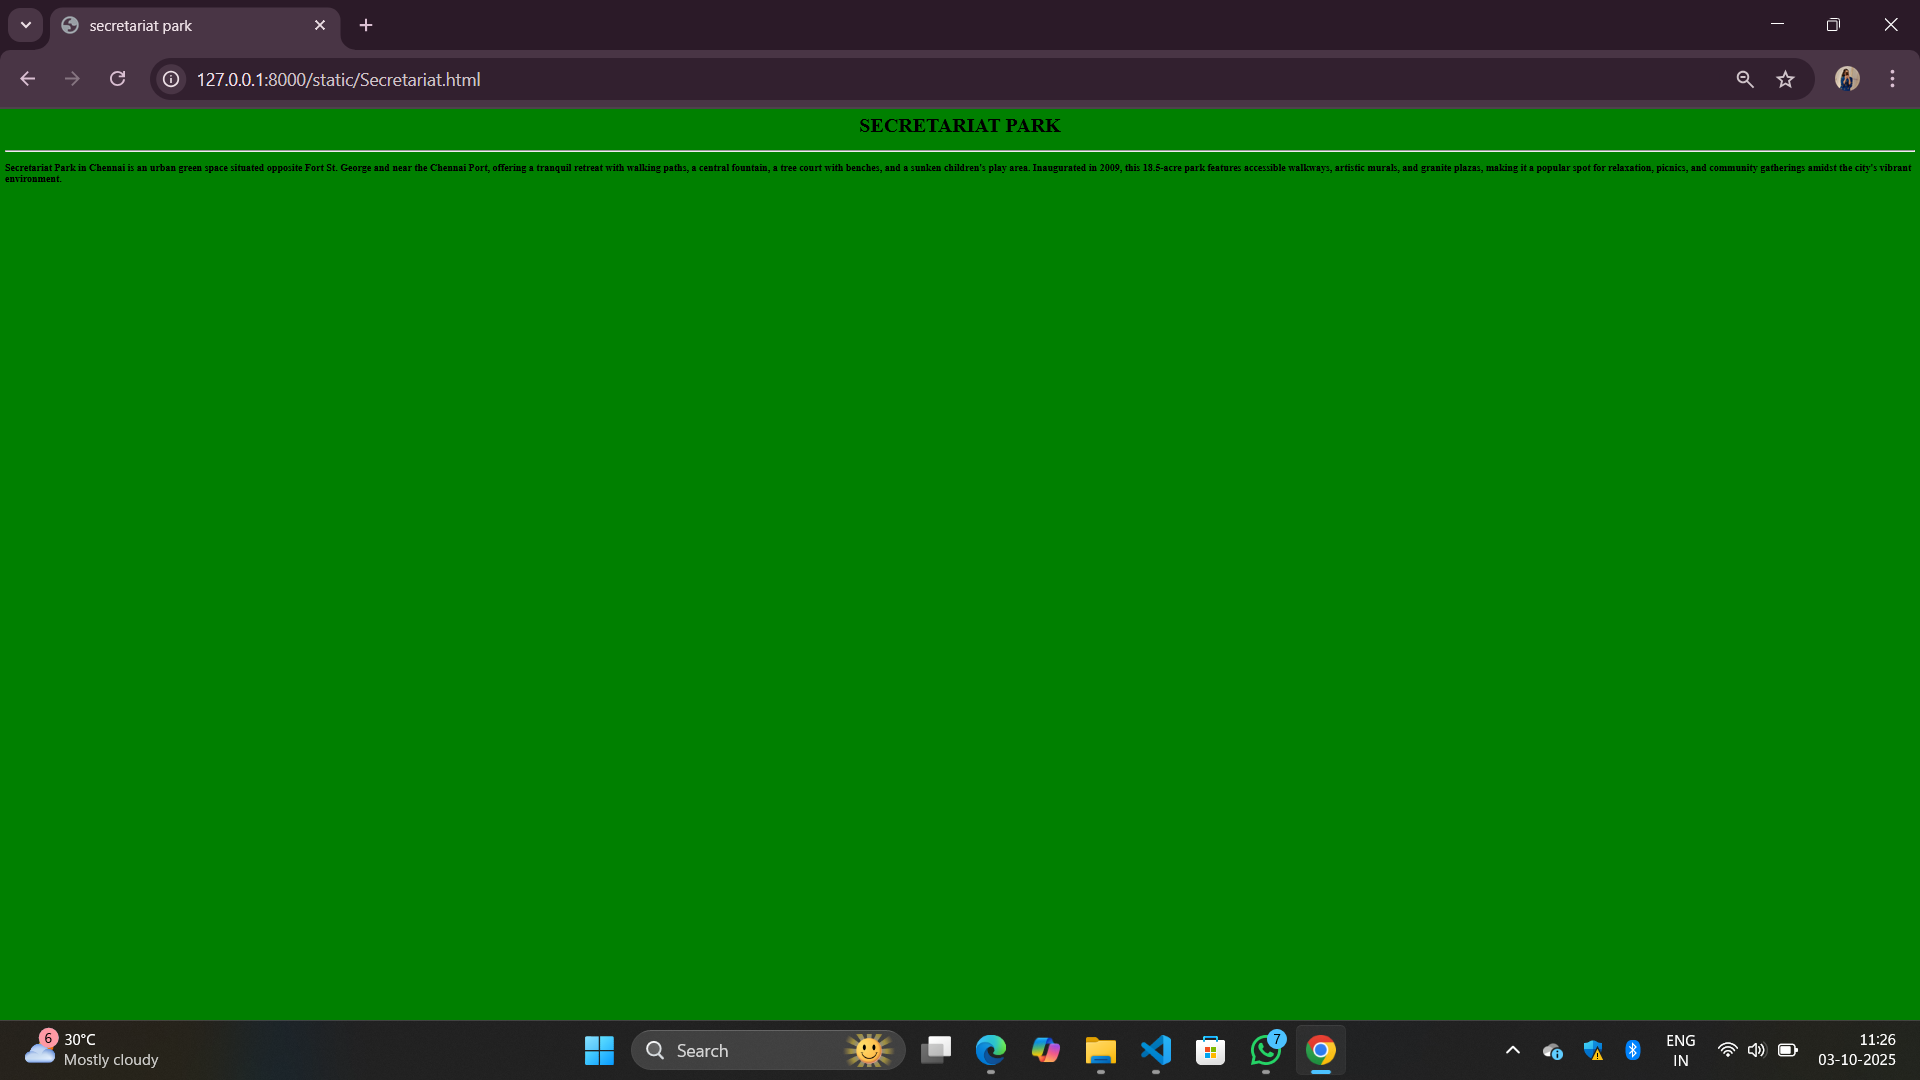 secretariat park
127.0.0.1:8000/static/Secretariat.html
SECRETARIAT PARK
Secretariat Park in Chennai is an urban green space situated opposite Fort St. George and near the Chennai Port, offering a tranquil retreat with walking paths, a central fountain, a tree court with benches, and a sunken children's play area. Inaugurated in 2009, this 18.5-acre park features accessible walkways, artistic murals, and granite plazas, making it a popular spot for relaxation, picnics, and community gatherings amidst the city's vibrant
environment.
6
30°C
Mostly cloudy
Search
7
ENG
IN
11:26
03-10-2025